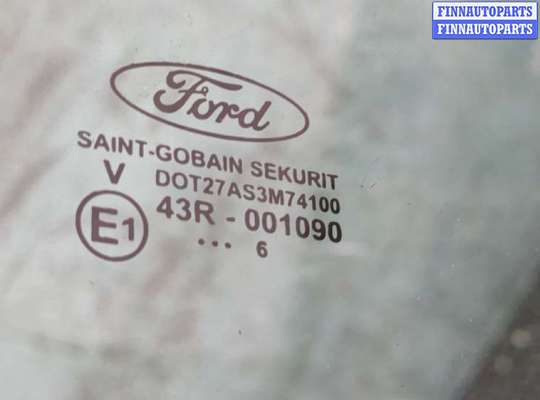 FINNAUTOPARTS
FINNAUTOPARTS
Ford
SAINT-GOBAIN SEKURIT
V DOT27AS3M74100
E1 43R - 001090
... 6